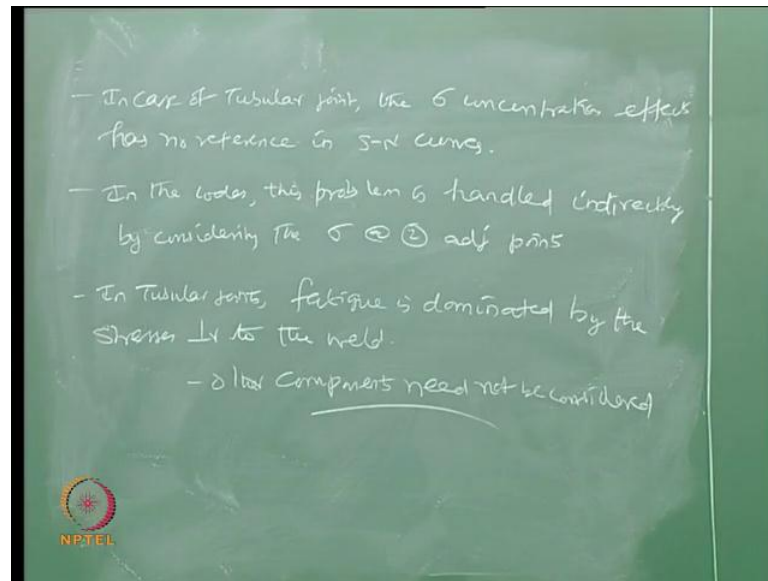 - In case of Tubular joint, the σ concentration effect
has no reference in S-N curves.
- In the codes, this problem is handled indirectly
by considering the σ @ ② adj points
- In Tubular joints, fatigue is dominated by the
stresses ⊥r to the weld.
- other components need not be considered
NPTEL